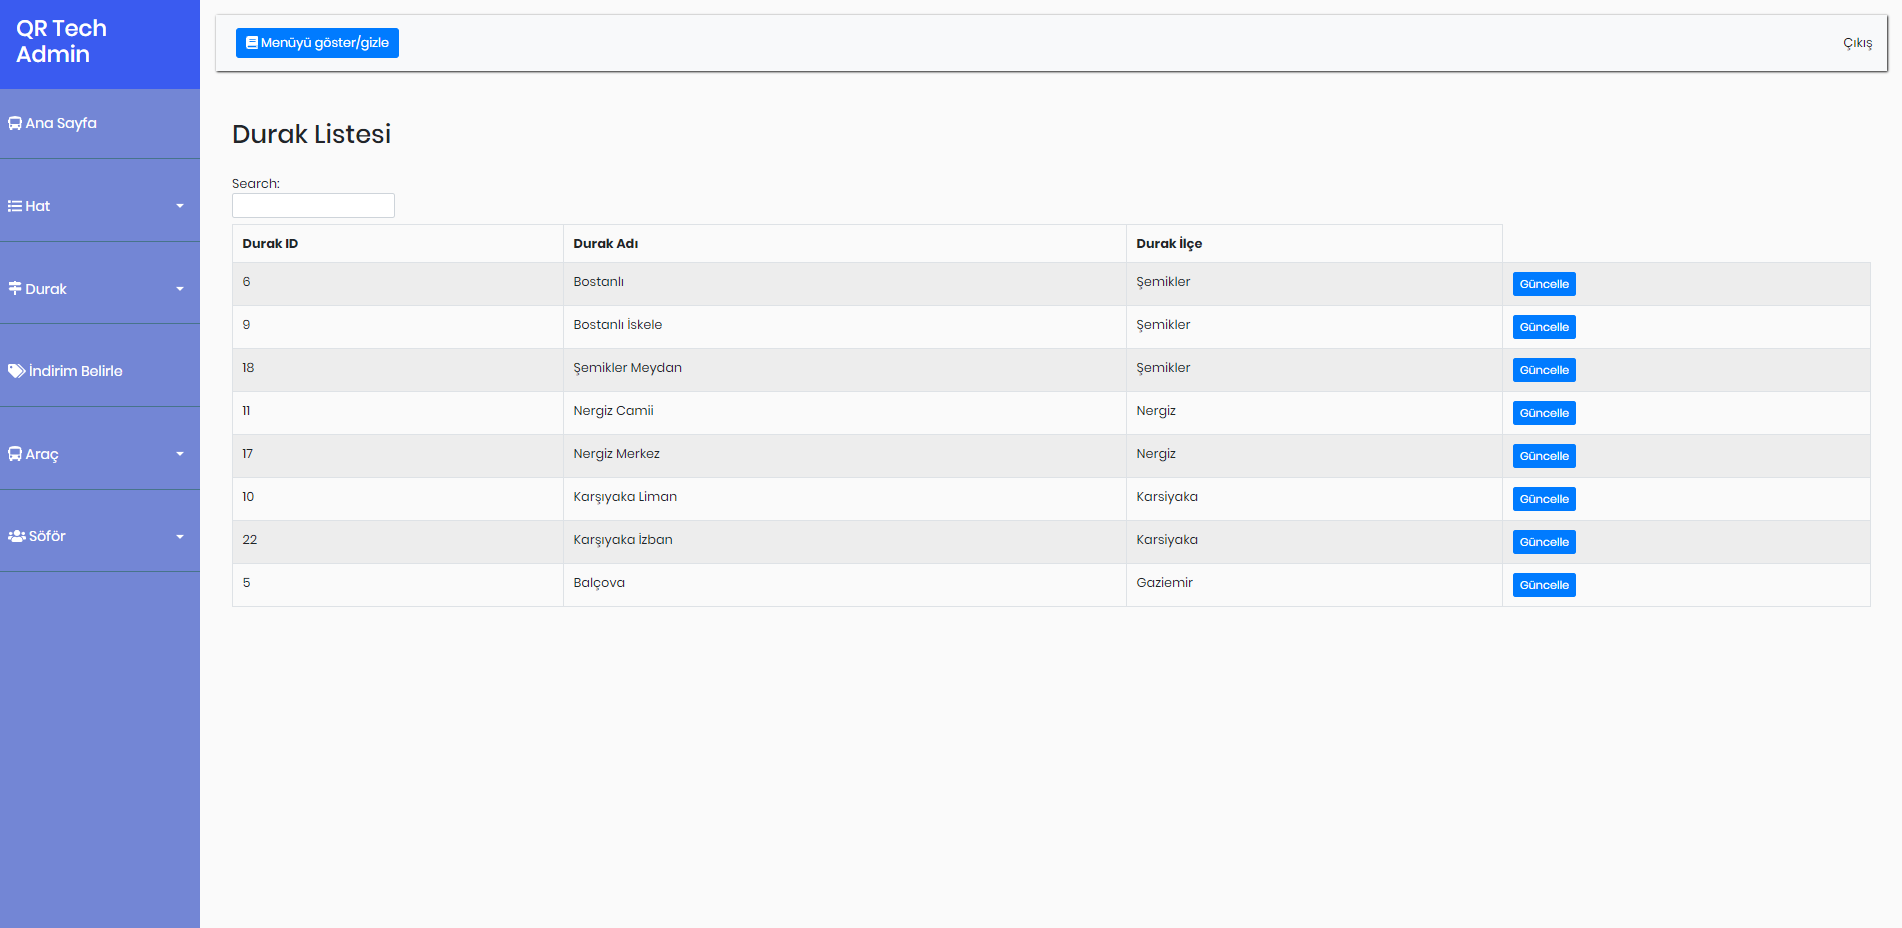 QR Tech
Admin
Menüyü göster/gizle
Çıkış
Ana Sayfa
Hat
Durak
İndirim Belirle
Araç
Söför
Durak Listesi
Search:
Durak ID Durak Adı Durak İlçe
6 Bostanlı Şemikler Güncelle
9 Bostanlı İskele Şemikler Güncelle
18 Şemikler Meydan Şemikler Güncelle
11 Nergiz Camii Nergiz Güncelle
17 Nergiz Merkez Nergiz Güncelle
10 Karşıyaka Liman Karsiyaka Güncelle
22 Karşıyaka İzban Karsiyaka Güncelle
5 Balçova Gaziemir Güncelle